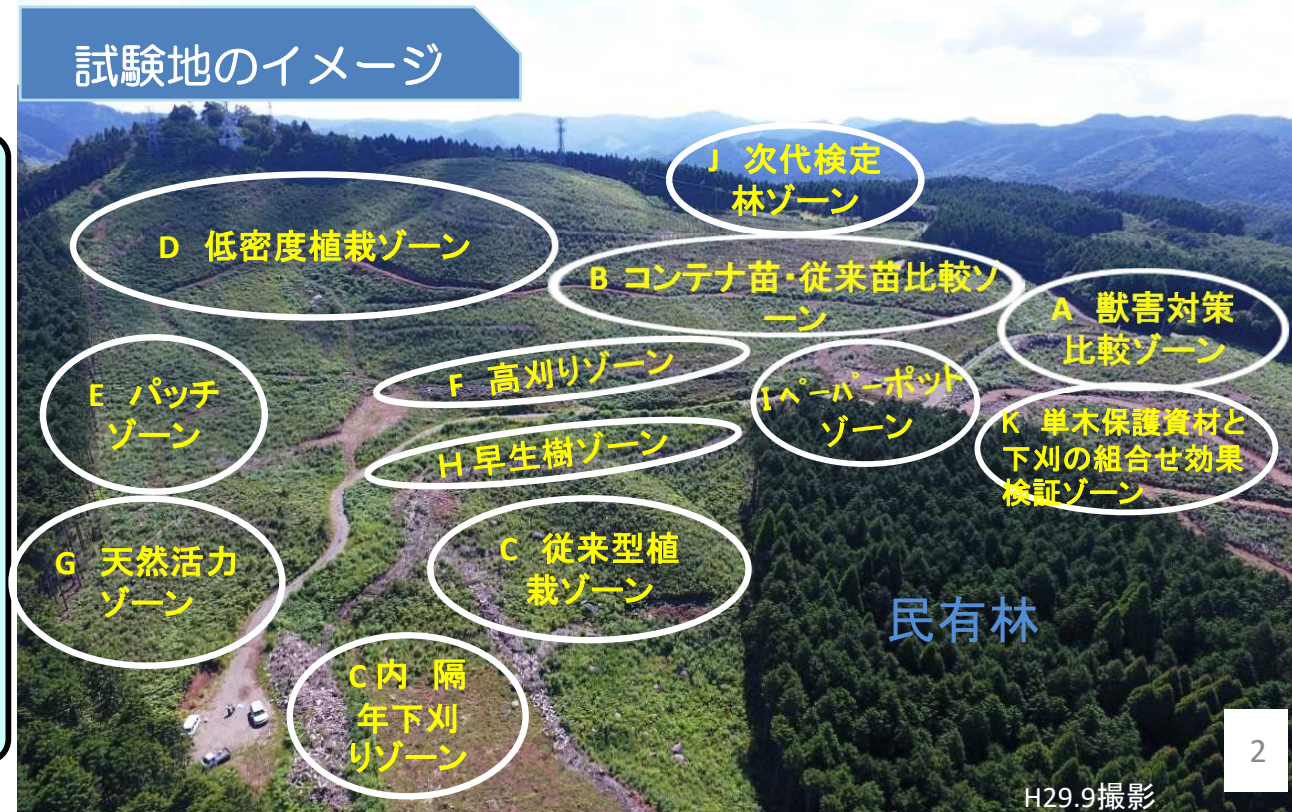 試験地のイメージ
J 次代検定
林ゾーン
D 低密度植栽ゾーン
B コンテナ苗・従来苗比較ゾ
ーン
A 獣害対策
比較ゾーン
F 高刈りゾーン
E パッチ
ゾーン
I ペーパーポット
ゾーン
K 単木保護資材と
下刈の組合せ効果
検証ゾーン
H 早生樹ゾーン
G 天然活力
ゾーン
C 従来型植
栽ゾーン
民有林
C内 隔
年下刈
りゾーン
2
H29.9撮影